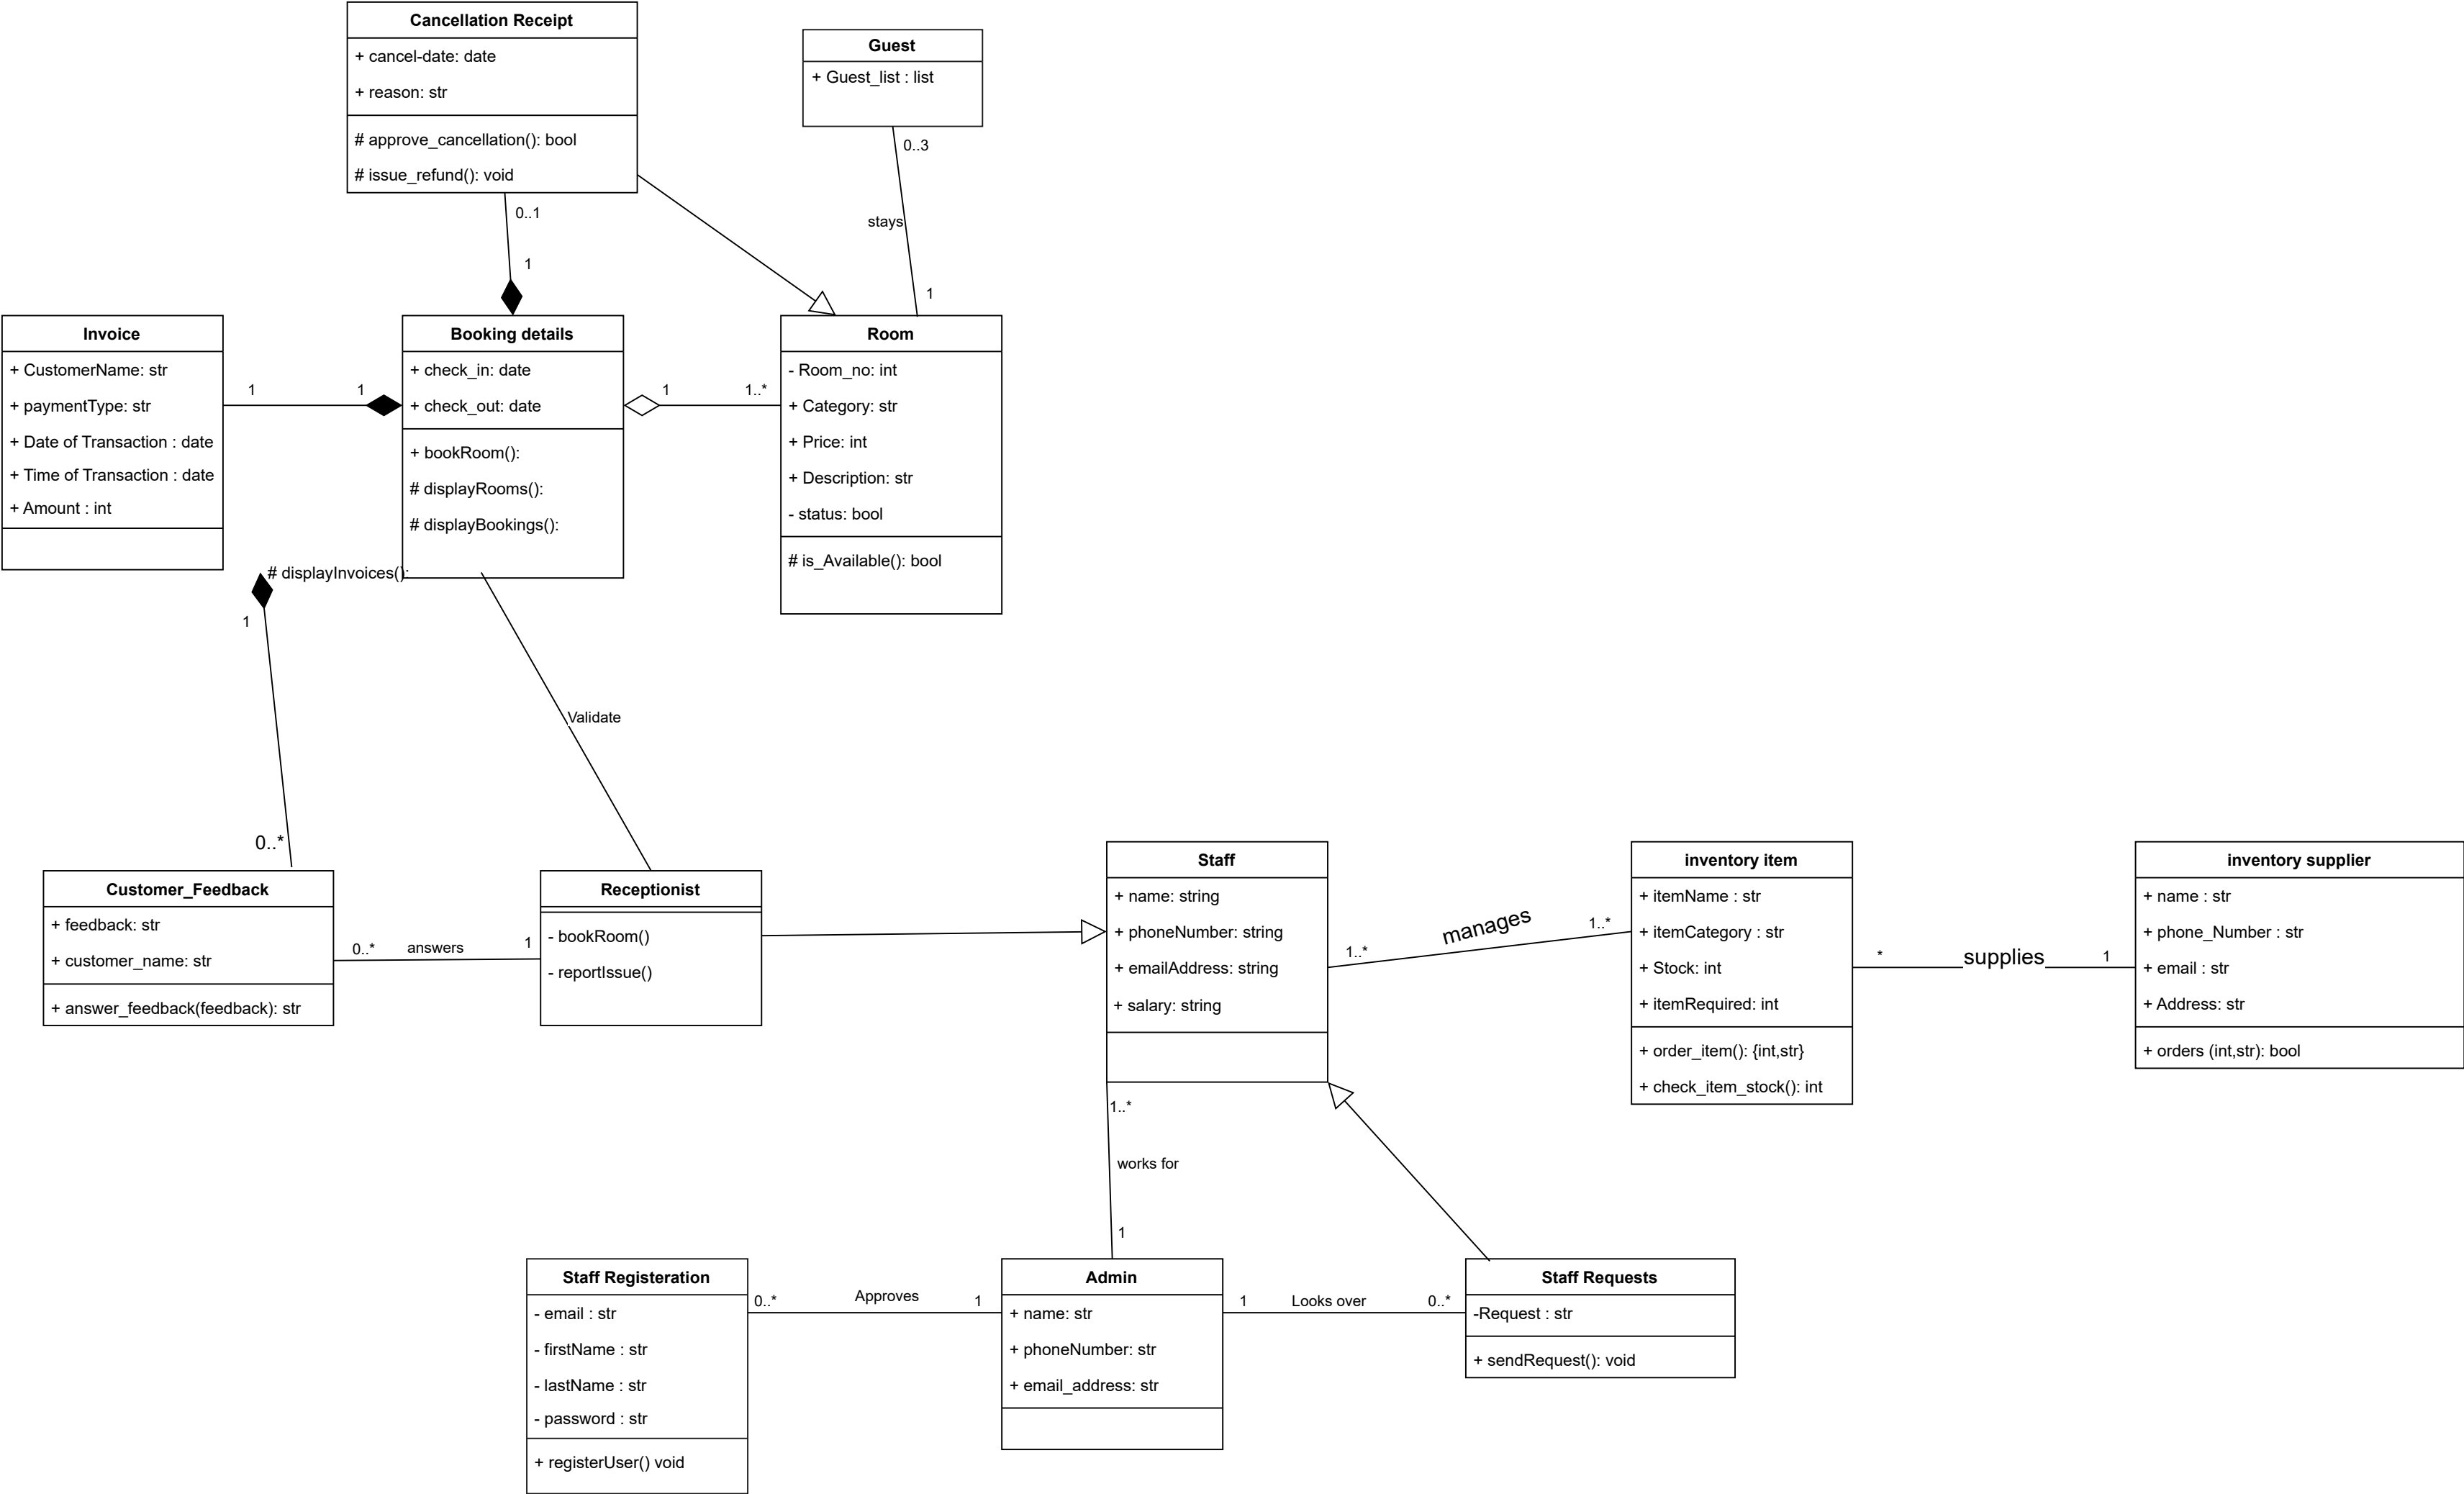 Cancellation Receipt
+ cancel-date: date
+ reason: str
# approve_cancellation(): bool
# issue_refund(): void
Guest
+ Guest_list : list
0..3
stays
1
0..1
1
Invoice
+ CustomerName: str
+ paymentType: str
+ Date of Transaction : date
+ Time of Transaction : date
+ Amount : int
1
1
Booking details
+ check_in: date
+ check_out: date
+ bookRoom():
# displayRooms():
# displayBookings():
# displayInvoices():
1
1..*
Room
- Room_no: int
+ Category: str
+ Price: int
+ Description: str
- status: bool
# is_Available(): bool
1
0..*
Validate
Customer_Feedback
+ feedback: str
+ customer_name: str
+ answer_feedback(feedback): str
0..*
answers
1
Receptionist
- bookRoom()
- reportIssue()
Staff
+ name: string
+ phoneNumber: string
+ emailAddress: string
+ salary: string
1..*
manages
1..*
inventory item
+ itemName : str
+ itemCategory : str
+ Stock: int
+ itemRequired: int
+ order_item(): {int,str}
+ check_item_stock(): int
*
supplies
1
inventory supplier
+ name : str
+ phone_Number : str
+ email : str
+ Address: str
+ orders (int,str): bool
1..*
works for
1
Staff Registeration
- email : str
- firstName : str
- lastName : str
- password : str
+ registerUser() void
0..*
Approves
1
Admin
+ name: str
+ phoneNumber: str
+ email_address: str
1
Looks over
0..*
Staff Requests
-Request : str
+ sendRequest(): void